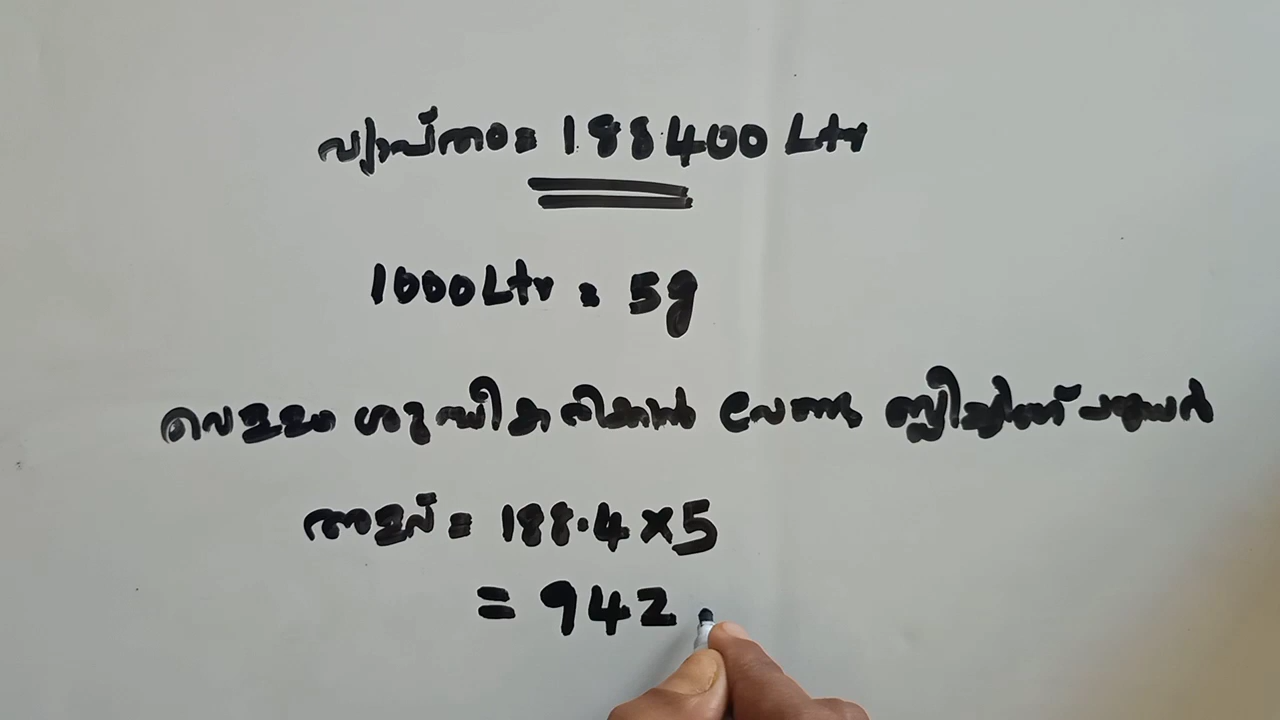 വ്യാപ്തം = 188400 Ltr
1000 Ltr = 5g
വെള്ളം ശുദ്ധീകരിക്കാൻ വേണ്ട ബ്ലീച്ചിങ്ങ് പൗഡർ
അളവ് = 188.4 × 5
= 942